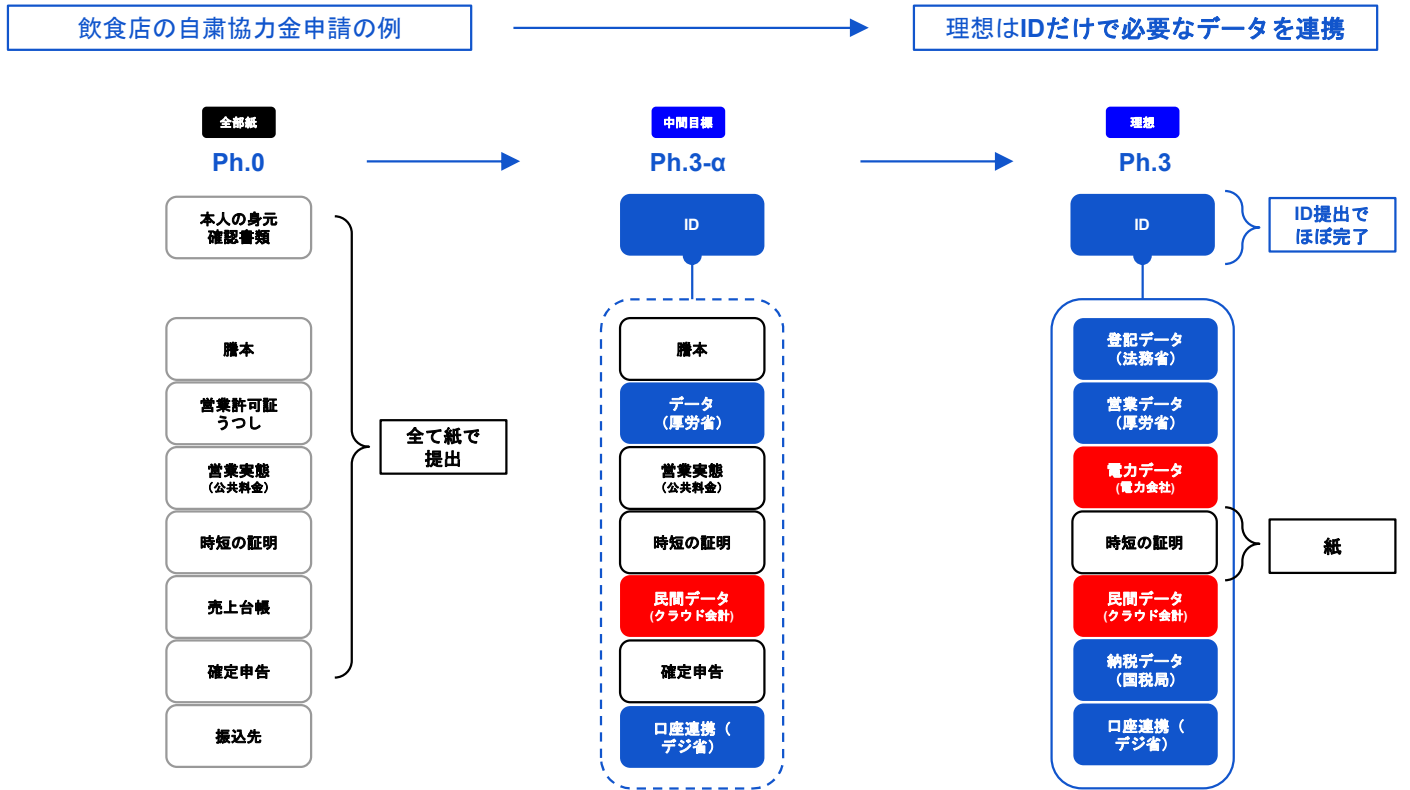 飲食店の自粛協力金申請の例
理想はIDだけで必要なデータを連携
全部紙
Ph.0
本人の身元
確認書類
謄本
営業許可証
うつし
営業実態
(公共料金)
時短の証明
売上台帳
確定申告
振込先
全て紙で
提出
中間目標
Ph.3-α
ID
謄本
データ
(厚労省)
営業実態
(公共料金)
時短の証明
民間データ
(クラウド会計)
確定申告
口座連携(
デジ省)
理想
Ph.3
ID
ID提出で
ほぼ完了
登記データ
(法務省)
営業データ
(厚労省)
電力データ
(電力会社)
時短の証明
紙
民間データ
(クラウド会計)
納税データ
(国税局)
口座連携(
デジ省)